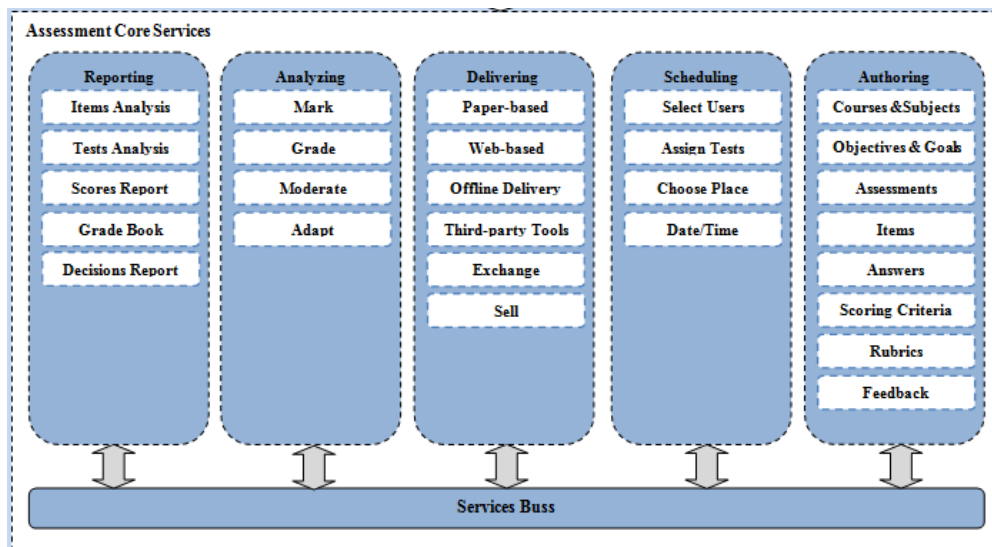 Assessment Core Services
Reporting
Items Analysis
Tests Analysis
Scores Report
Grade Book
Decisions Report
Analyzing
Mark
Grade
Moderate
Adapt
Delivering
Paper-based
Web-based
Offline Delivery
Third-party Tools
Exchange
Sell
Scheduling
Select Users
Assign Tests
Choose Place
Date/Time
Authoring
Courses &Subjects
Objectives & Goals
Assessments
Items
Answers
Scoring Criteria
Rubrics
Feedback
Services Buss